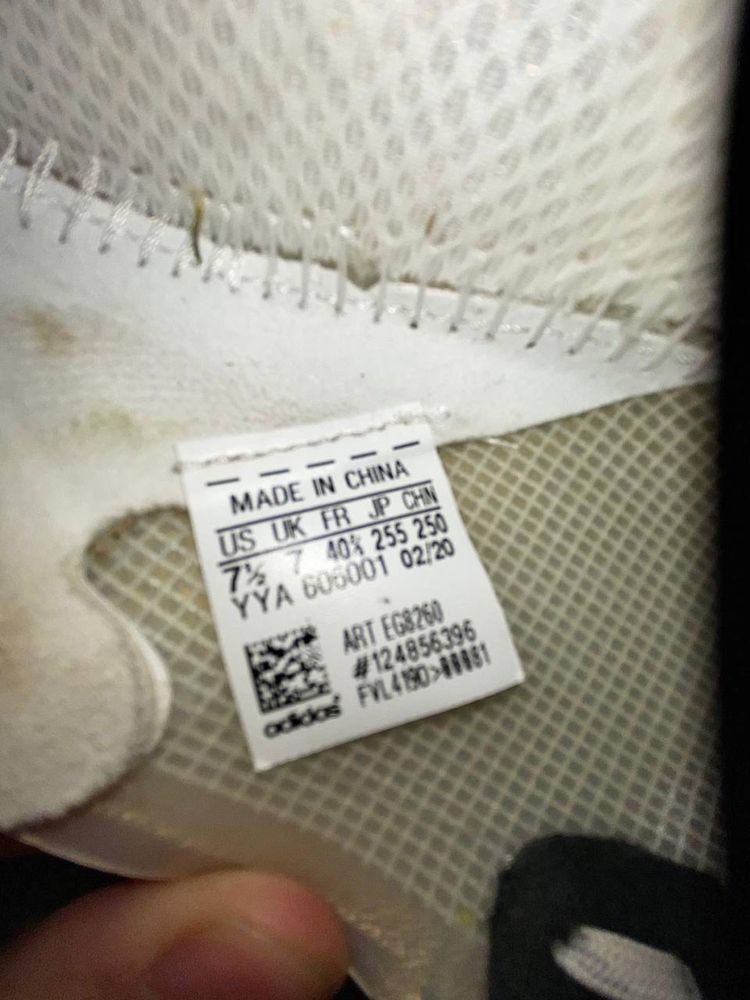 MADE IN CHINA
US UK FR JP CHN
7½ 7 40⅔ 255 250
YYA 606001 02/20
ART EG8260
#124856396
adidas